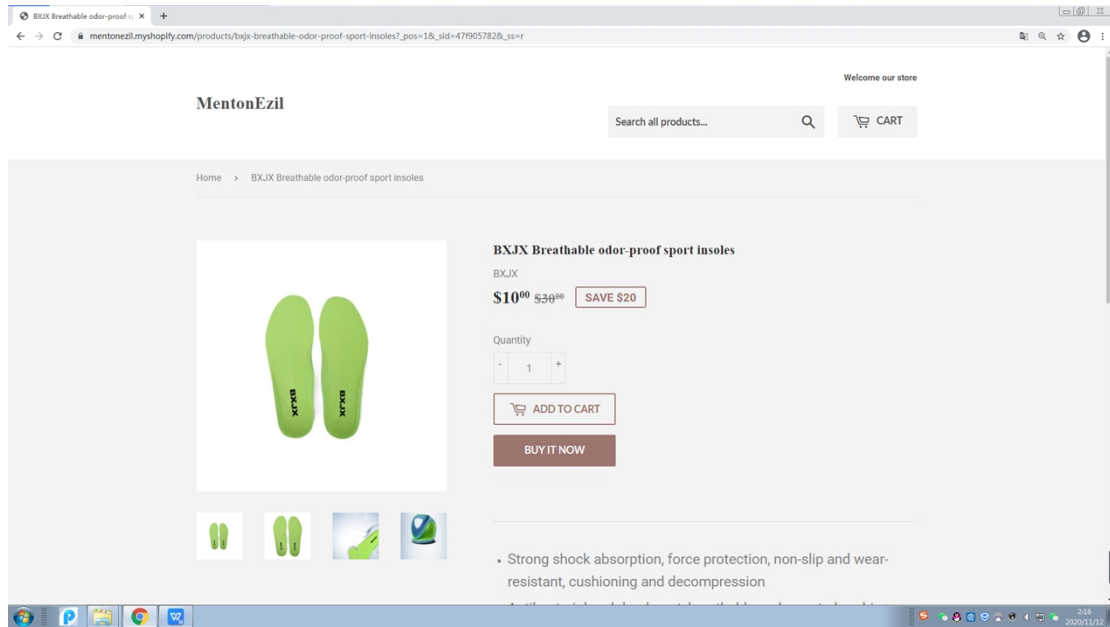 BXJX Breathable odor-proof s
mentonezil.myshopify.com/products/bxjx-breathable-odor-proof-sport-insoles?_pos=1&_sid=47f905782&_ss=r
Welcome our store
MentonEzil
Search all products...
CART
Home › BXJX Breathable odor-proof sport insoles
BXJX Breathable odor-proof sport insoles
BXJX
$10⁰⁰ $30⁰⁰ SAVE $20
Quantity
- 1 +
ADD TO CART
BUY IT NOW
BXJX BXJX
• Strong shock absorption, force protection, non-slip and wear-
resistant, cushioning and decompression
2:16
2020/11/12